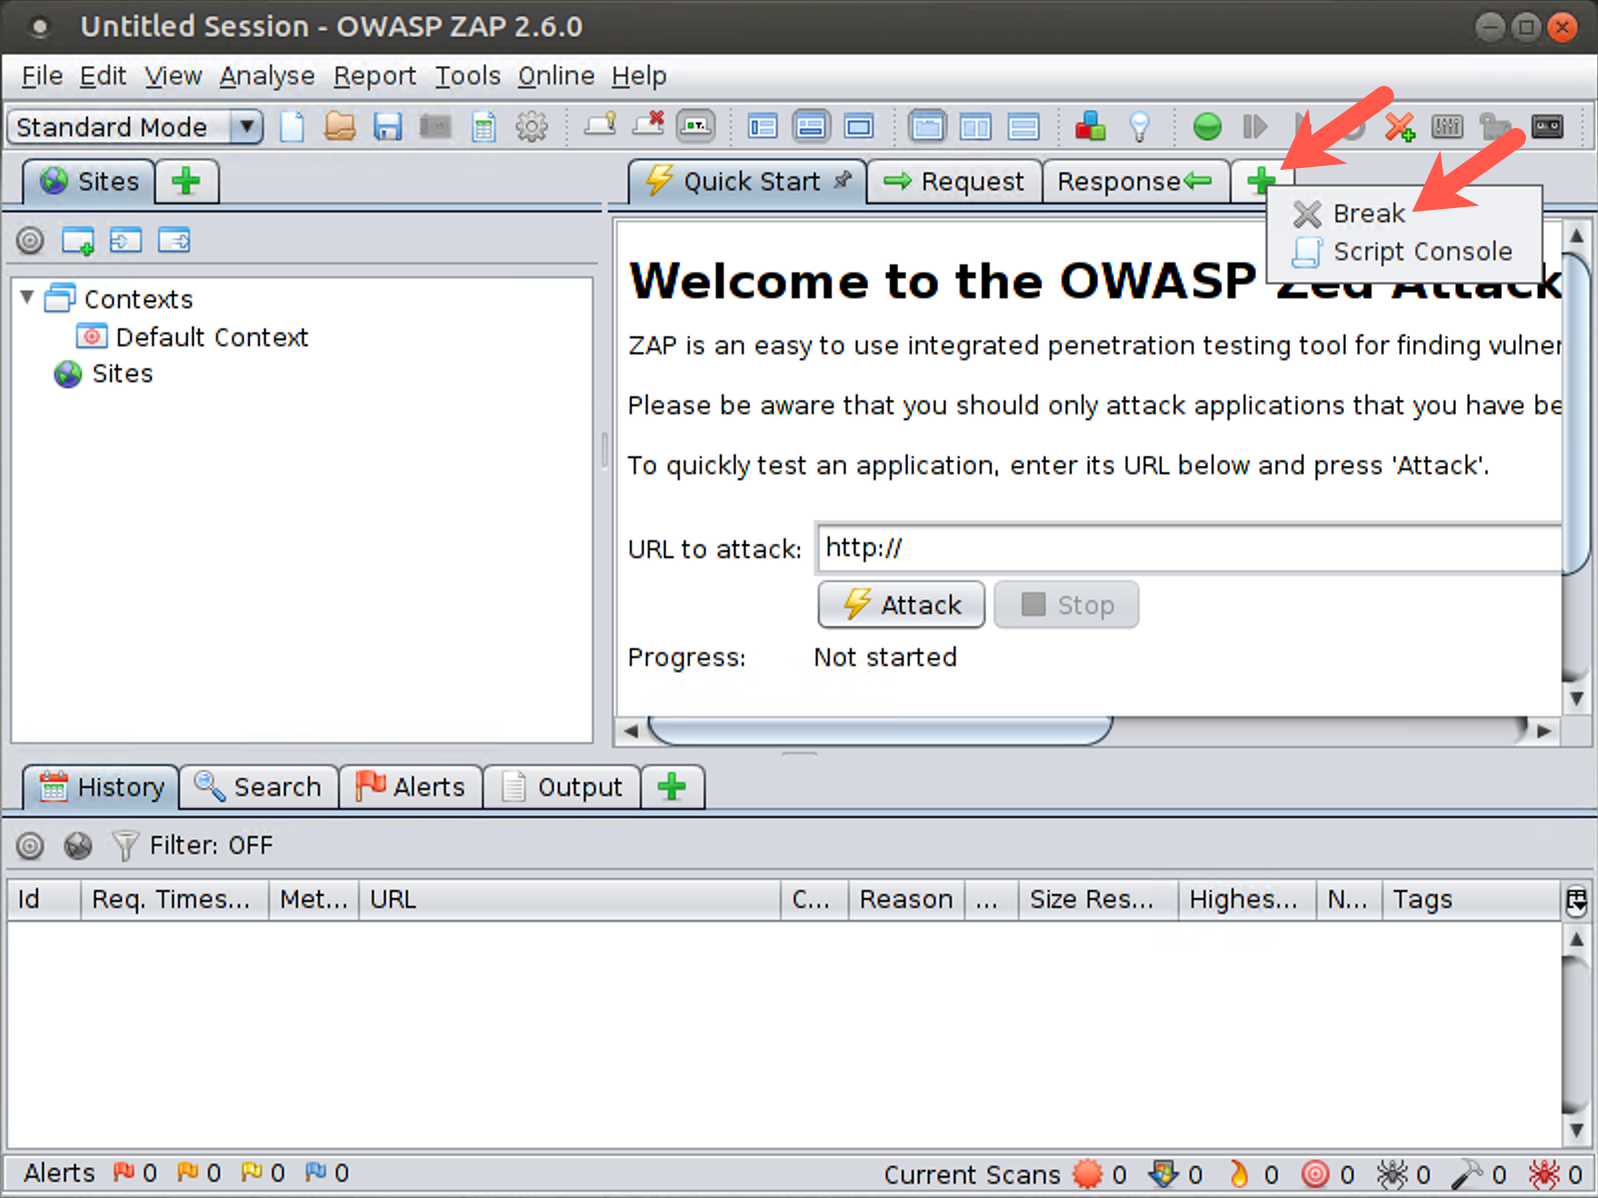 Untitled Session - OWASP ZAP 2.6.0
File Edit View Analyse Report Tools Online Help
Standard Mode
Sites
Quick Start Request Response
Break
Script Console
Welcome to the OWASP Zed Attack
Contexts
Default Context
Sites
ZAP is an easy to use integrated penetration testing tool for finding vulner
Please be aware that you should only attack applications that you have be
To quickly test an application, enter its URL below and press 'Attack'.
URL to attack: http://
Attack Stop
Progress: Not started
History Search Alerts Output
Filter: OFF
Id Req. Times... Met... URL C... Reason ... Size Res... Highes... N... Tags
Alerts 0 0 0 0 Current Scans 0 0 0 0 0 0 0